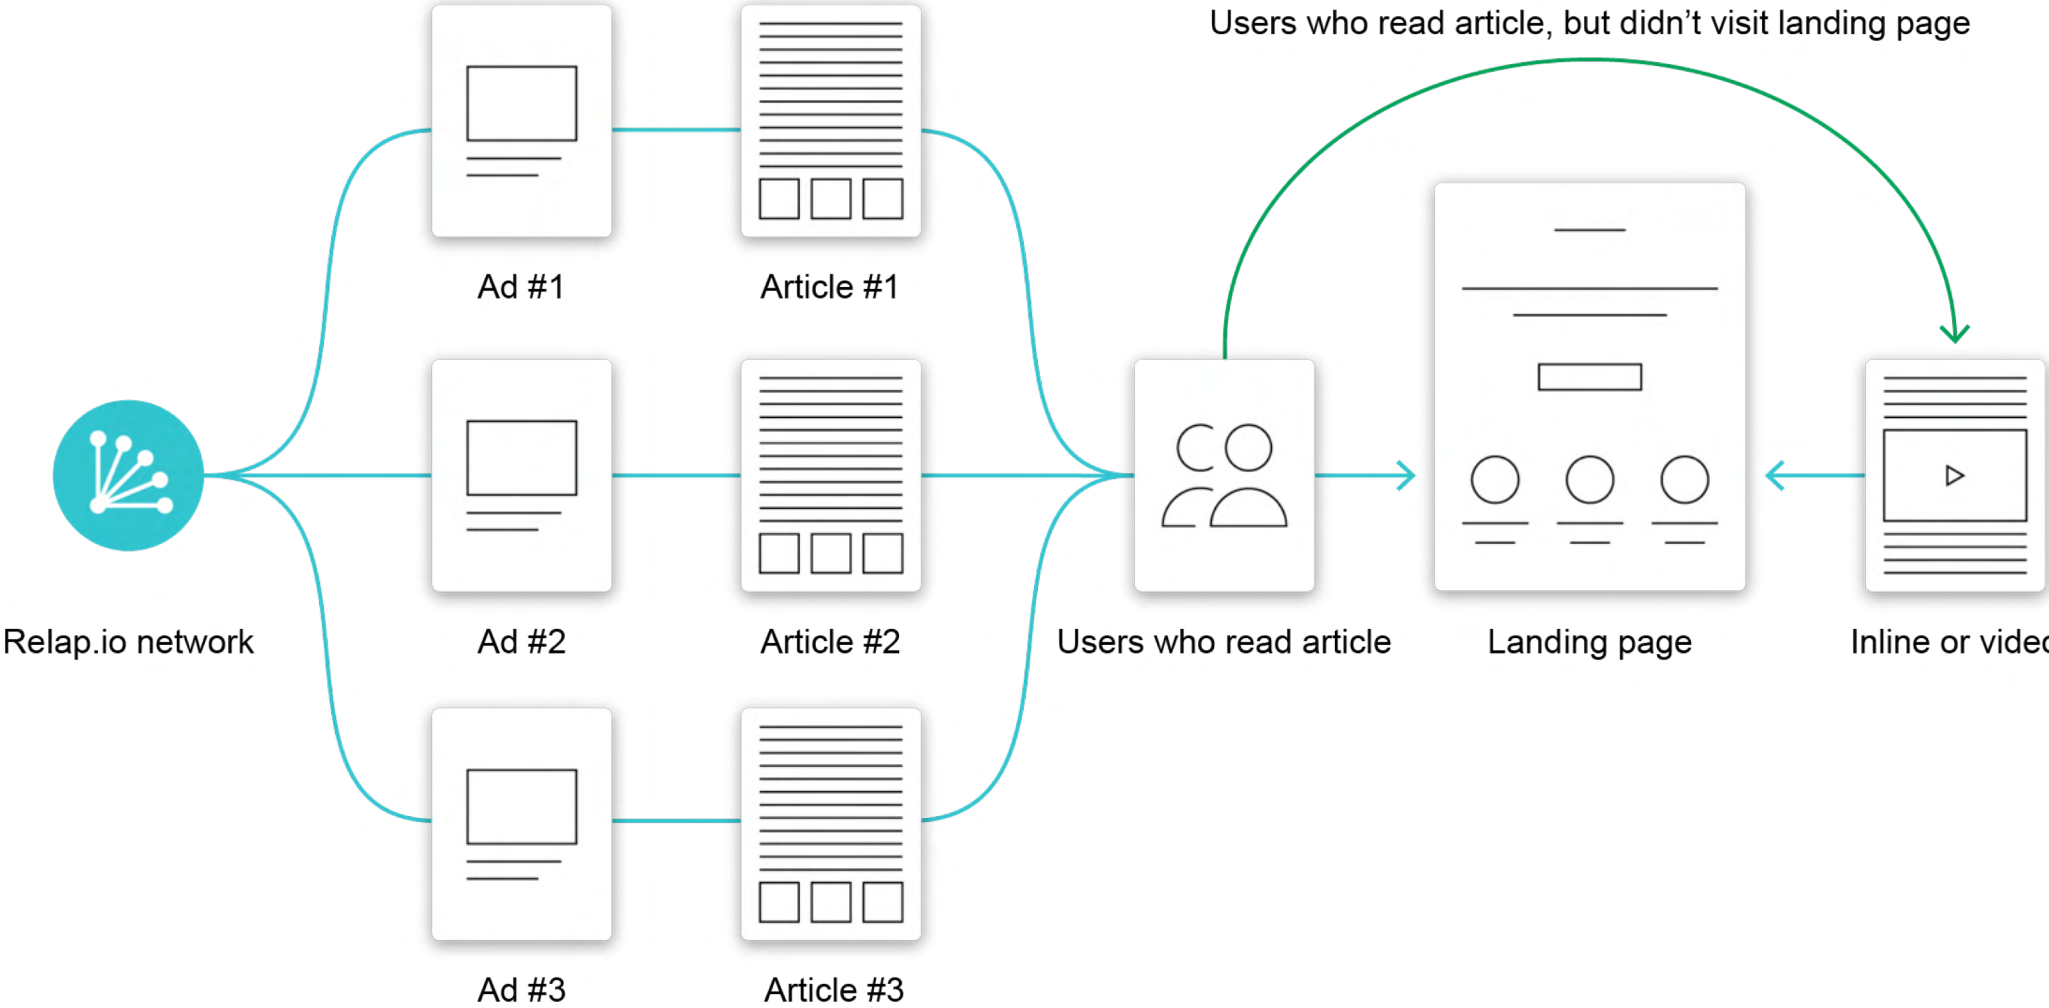 Users who read article, but didn’t visit landing page
Ad #1
Article #1
Relap.io network
Ad #2
Article #2
Users who read article
Landing page
Inline or video
Ad #3
Article #3